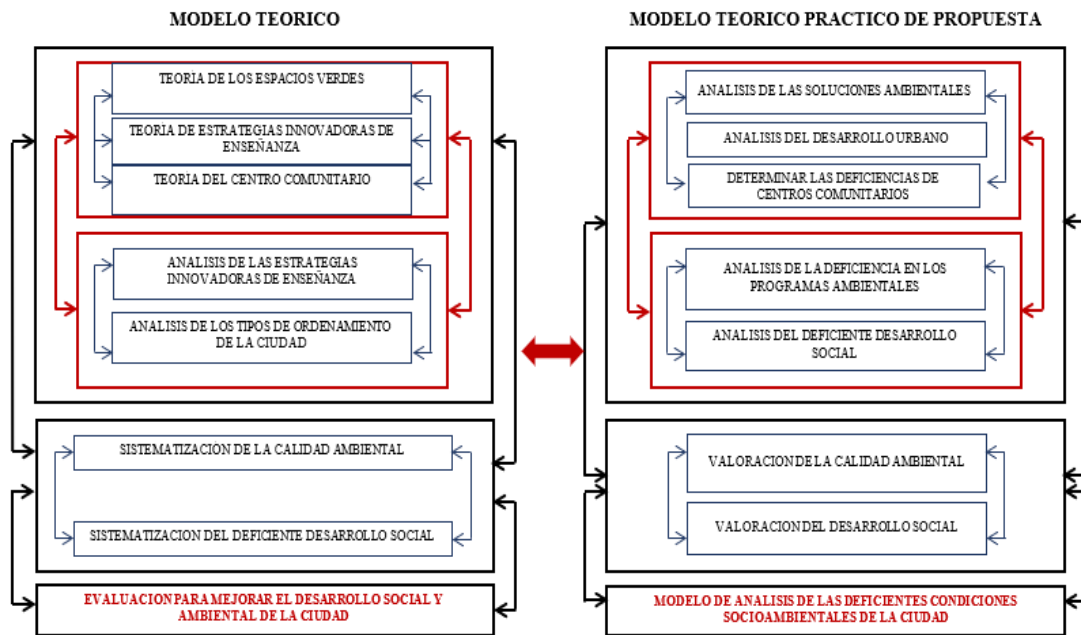 MODELO TEORICO
TEORIA DE LOS ESPACIOS VERDES
TEORIA DE ESTRATEGIAS INNOVADORAS DE
ENSEÑANZA
TEORIA DEL CENTRO COMUNITARIO
ANALISIS DE LAS ESTRATEGIAS
INNOVADORAS DE ENSEÑANZA
ANALISIS DE LOS TIPOS DE ORDENAMIENTO
DE LA CIUDAD
SISTEMATIZACIÓN DE LA CALIDAD AMBIENTAL
SISTEMATIZACION DEL DEFICIENTE DESARROLLO SOCIAL
EVALUACION PARA MEJORAR EL DESARROLLO SOCIAL Y
AMBIENTAL DE LA CIUDAD
MODELO TEORICO PRACTICO DE PROPUESTA
ANALISIS DE LAS SOLUCIONES AMBIENTALES
ANALISIS DEL DESARROLLO URBANO
DETERMINAR LAS DEFICIENCIAS DE
CENTROS COMUNITARIOS
ANALISIS DE LA DEFICIENCIA EN LOS
PROGRAMAS AMBIENTALES
ANALISIS DEL DEFICIENTE DESARROLLO
SOCIAL
VALORACION DE LA CALIDAD AMBIENTAL
VALORACION DEL DESARROLLO SOCIAL
MODELO DE ANALISIS DE LAS DEFICIENTES CONDICIONES
SOCIOAMBIENTALES DE LA CIUDAD